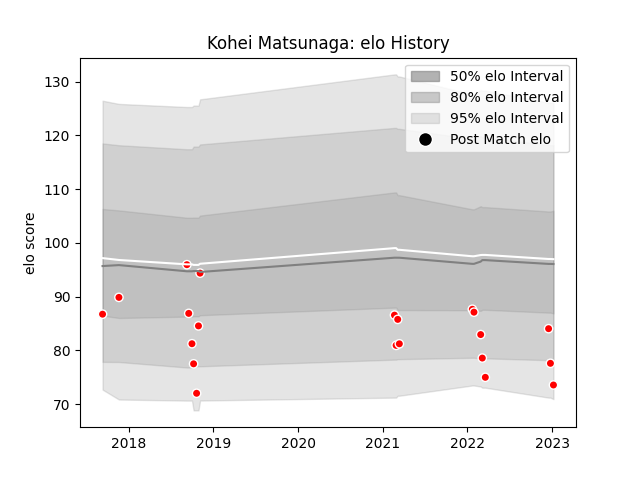 Kohei Matsunaga: elo History
50% elo Interval
80% elo Interval
95% elo Interval
Post Match elo
elo score
130
120
110
100
90
80
70
2018 2019 2020 2021 2022 2023